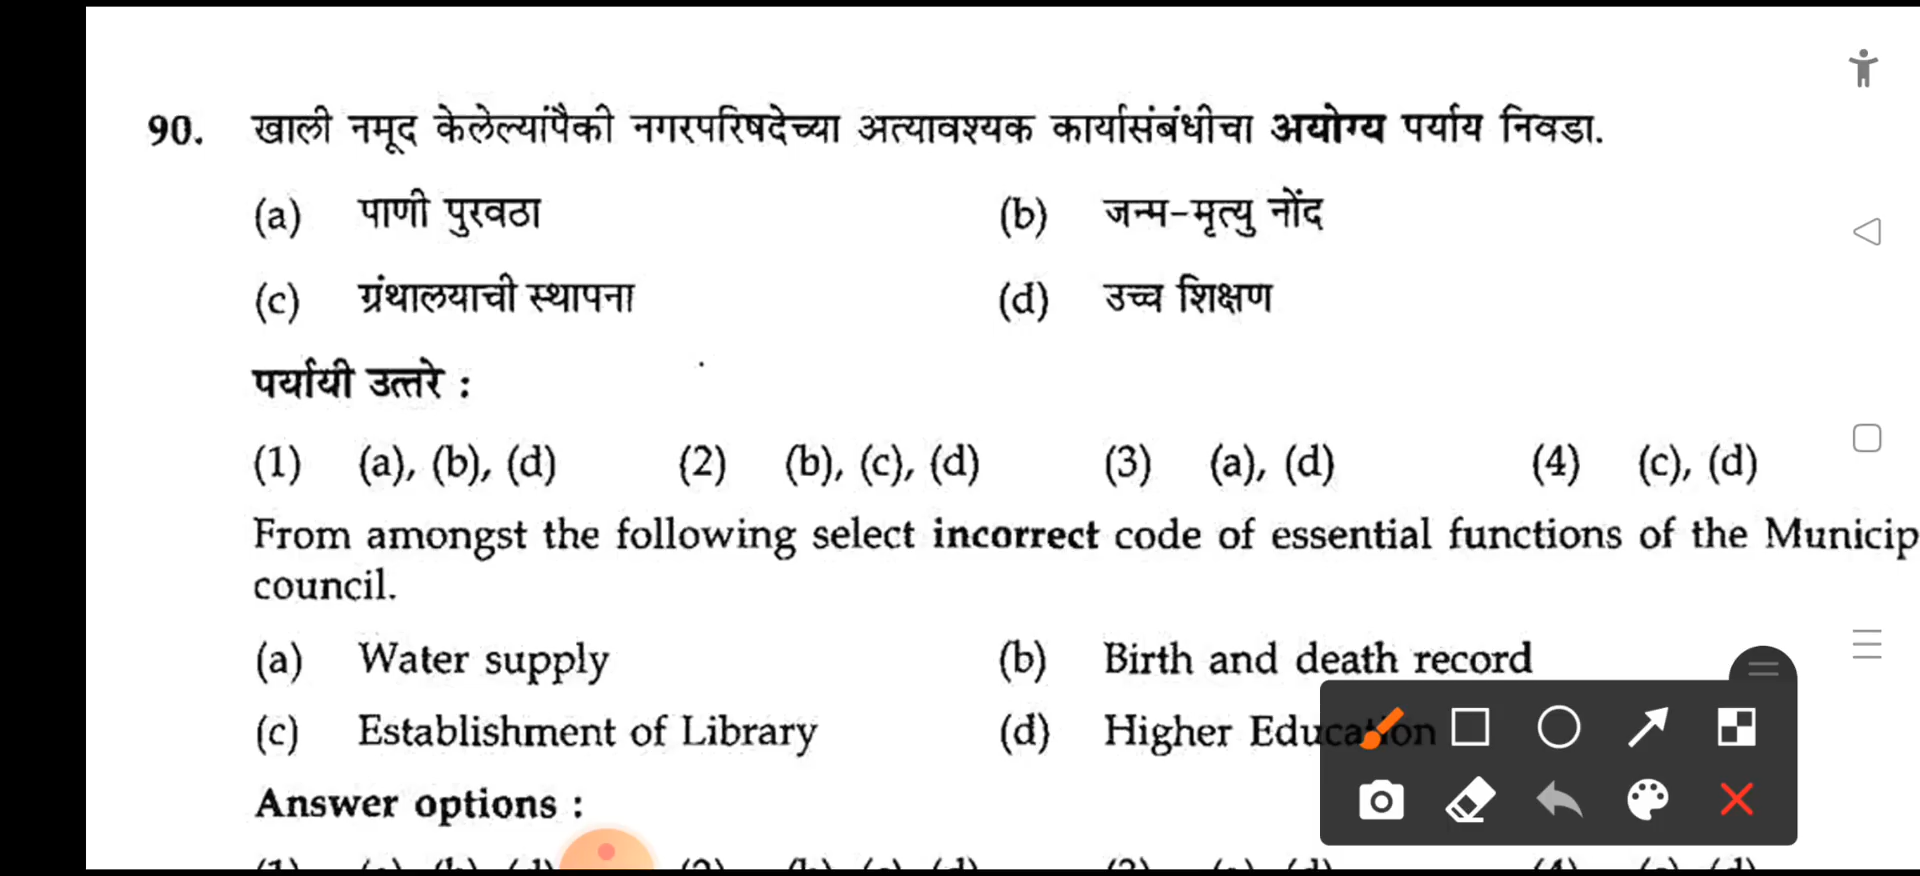 90. खाली नमूद केलेल्यांपैकी नगरपरिषदेच्या अत्यावश्यक कार्यासंबंधीचा अयोग्य पर्याय निवडा.
(a) पाणी पुरवठा (b) जन्म-मृत्यु नोंद
(c) ग्रंथालयाची स्थापना (d) उच्च शिक्षण
पर्यायी उत्तरे :
(1) (a), (b), (d) (2) (b), (c), (d) (3) (a), (d) (4) (c), (d)
From amongst the following select incorrect code of essential functions of the
council.
(a) Water supply (b) Birth and death record
(c) Establishment of Library (d) Higher Education
Answer options :